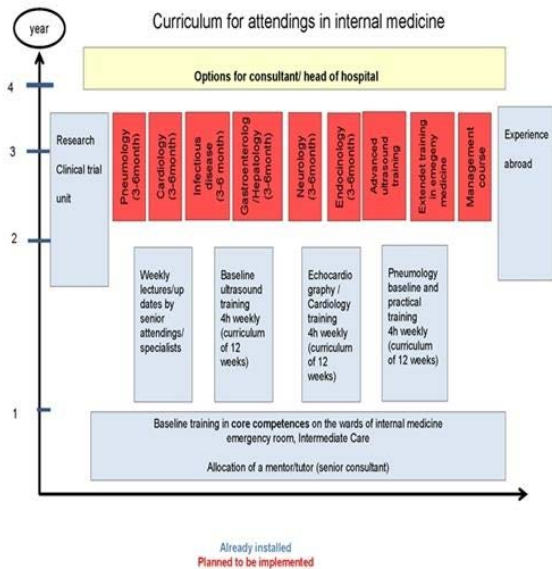 Curriculum for attendings in internal medicine
year
4
3
2
1
Options for consultant/ head of hospital
Research
Clinical trial
unit
Pneumology
(3-6month)
Cardiology
(3-6month)
Infectious
disease
(3-6 month)
Gastroenterolog
/Hepatology
(3-6month)
Neurology
(3-6month)
Endocinology
(3-6month)
Advanced
ultrasound
training
Extendet training
in emegeny
medicine
Management
course
Experience
abroad
Weekly
lectures/up
dates by
senior
attendings/
specialists
Baseline
ultrasound
training
4h weekly
(curriculum
of 12 weeks)
Echocardio
graphy /
Cardiology
training
4h weekly
(curriculum
of 12
weeks)
Pneumology
baseline and
practical
training
4h weekly
(curriculum
of 12 weeks)
Baseline training in core competences on the wards of internal medicine
emergency room, Intermediate Care
Allocation of a mentor/tutor (senior consultant)
Already installed
Planned to be implemented